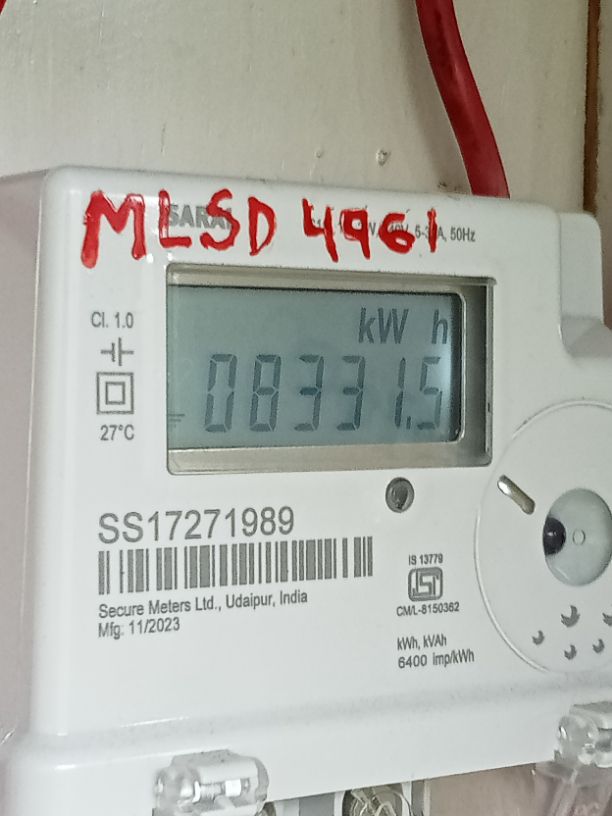 MLSD 4961
5-30A, 50Hz
Cl. 1.0
kW h
08331.5
27°C
SS17271989
Secure Meters Ltd., Udaipur, India
Mfg: 11/2023
IS 13779
ISI
CM/L-8150362
kWh, kVAh
6400 imp/kWh